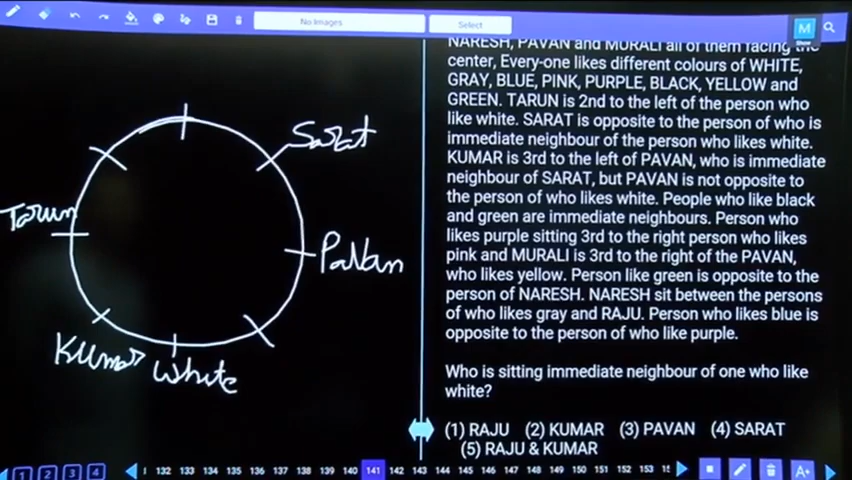 No Images
Select
M
NARESH, PAVAN and MURALI all of them facing the
center, Every-one likes different colours of WHITE,
GRAY, BLUE, PINK, PURPLE, BLACK, YELLOW and
GREEN. TARUN is 2nd to the left of the person who
like white. SARAT is opposite to the person of who is
immediate neighbour of the person who likes white.
KUMAR is 3rd to the left of PAVAN, who is immediate
neighbour of SARAT, but PAVAN is not opposite to
the person of who likes white. People who like black
and green are immediate neighbours. Person who
likes purple sitting 3rd to the right person who likes
pink and MURALI is 3rd to the right of the PAVAN,
who likes yellow. Person like green is opposite to the
person of NARESH. NARESH sit between the persons
of who likes gray and RAJU. Person who likes blue is
opposite to the person of who like purple.
Who is sitting immediate neighbour of one who like
white?
(1) RAJU (2) KUMAR (3) PAVAN (4) SARAT
(5) RAJU & KUMAR
Sarat
Tarun
PaVan
Kumar
White
1 2 3 4
132 133 134 135 136 137 138 139 140 141 142 143 144 145 146 147 148 149 150 151 152 153
A+